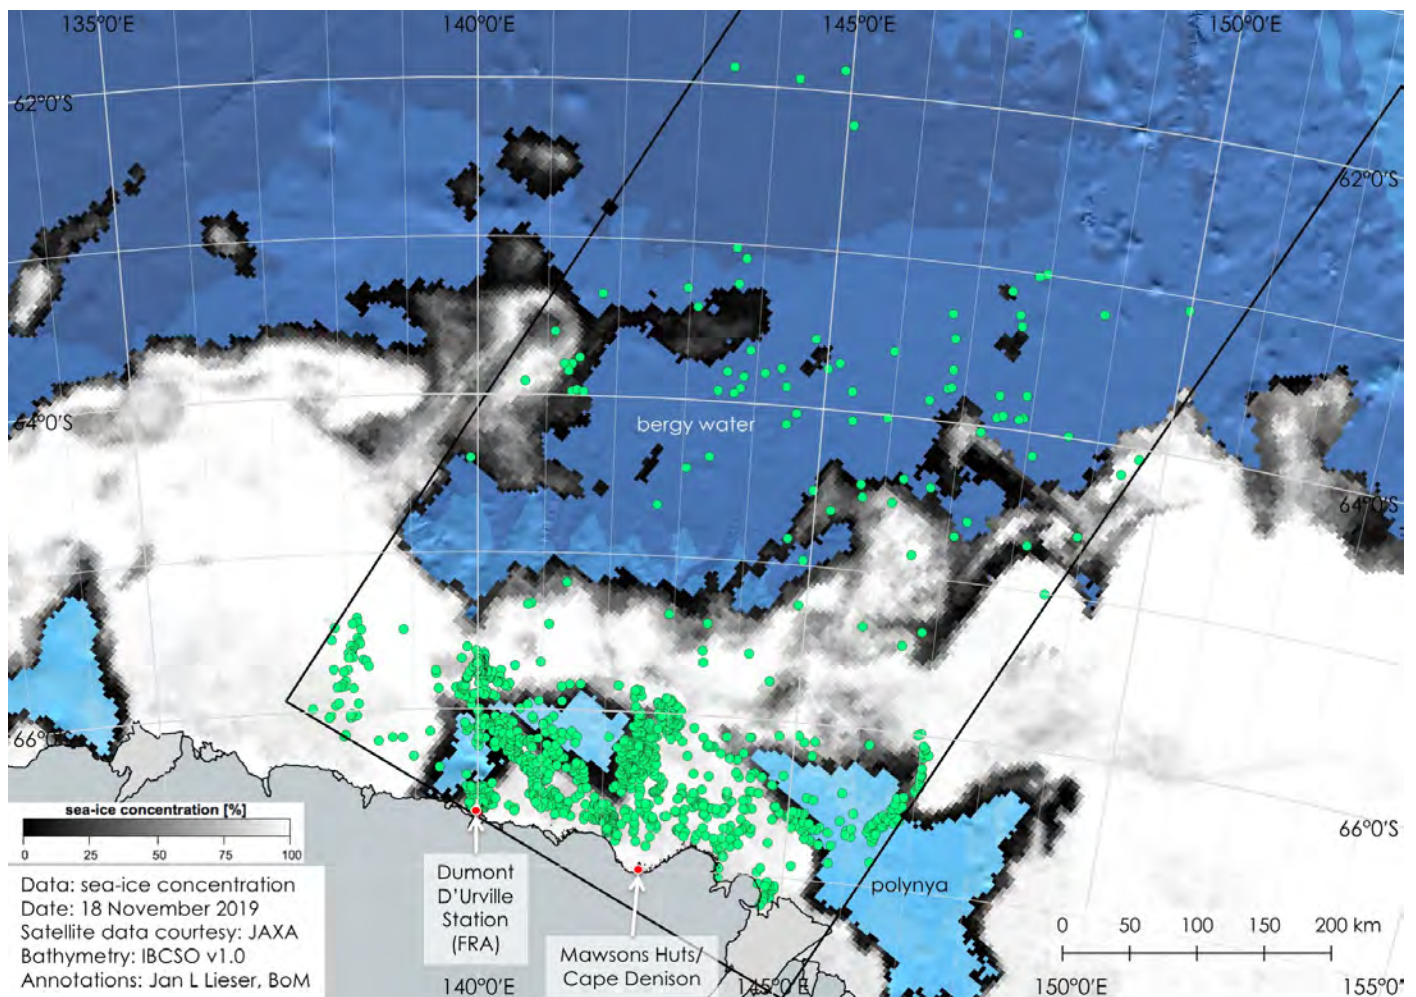 135°0'E
140°0'E
145°0'E
150°0'E
62°0'S
62°0'S
bergy water
64°0'S
64°0'S
66°0'S
66°0'S
sea-ice concentration [%]
0 25 50 75 100
Data: sea-ice concentration
Date: 18 November 2019
Satellite data courtesy: JAXA
Bathymetry: IBCSO v1.0
Annotations: Jan L Lieser, BoM
Dumont
D'Urville
Station
(FRA)
Mawsons Huts/
Cape Denison
polynya
0 50 100 150 200 km
140°0'E
145°0'E
150°0'E
155°0'